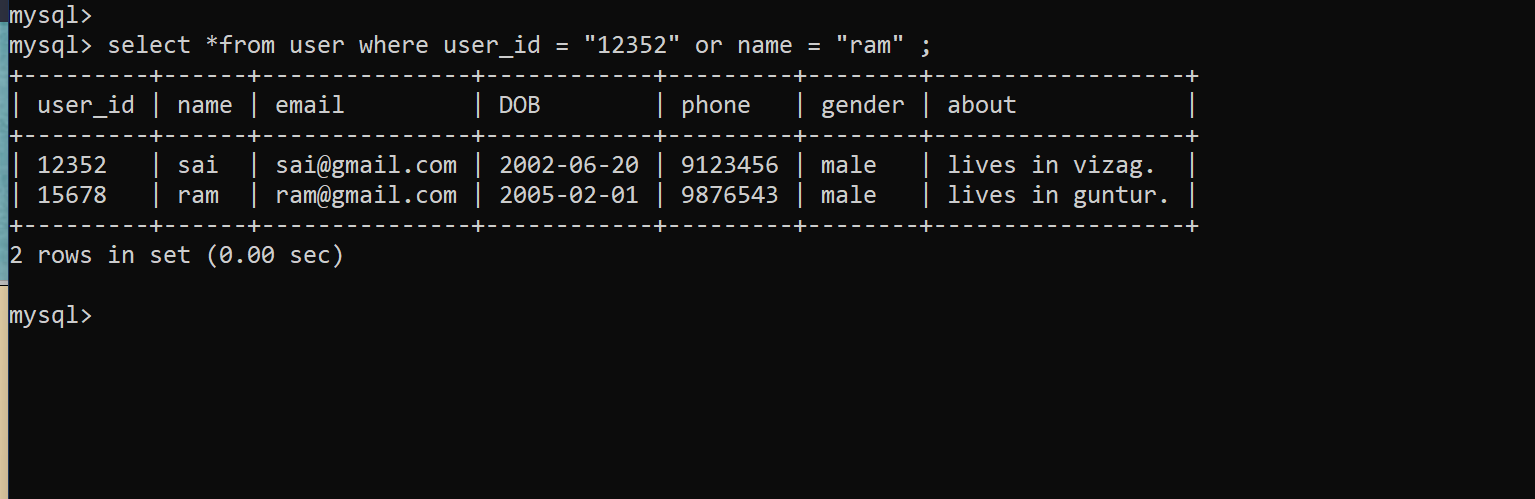 mysql>
mysql> select *from user where user_id = "12352" or name = "ram" ;
+---------+------+---------------+------------+---------+--------+------------------+
| user_id | name | email         | DOB        | phone   | gender | about            |
+---------+------+---------------+------------+---------+--------+------------------+
| 12352   | sai  | sai@gmail.com | 2002-06-20 | 9123456 | male   | lives in vizag.  |
| 15678   | ram  | ram@gmail.com | 2005-02-01 | 9876543 | male   | lives in guntur. |
+---------+------+---------------+------------+---------+--------+------------------+
2 rows in set (0.00 sec)
mysql>